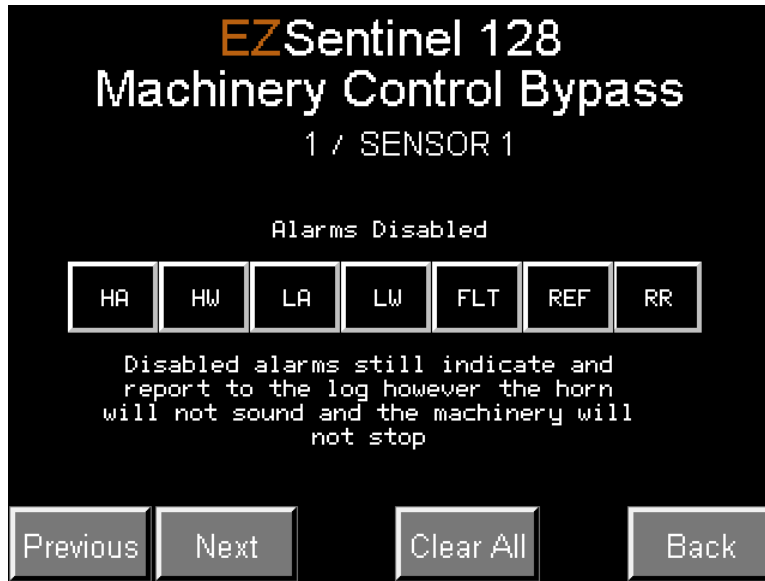 EZSentinel 128
Machinery Control Bypass
1 / SENSOR 1
Alarms Disabled
HA HW LA LW FLT REF RR
Disabled alarms still indicate and
report to the log however the horn
will not sound and the machinery will
not stop
Previous Next Clear All Back